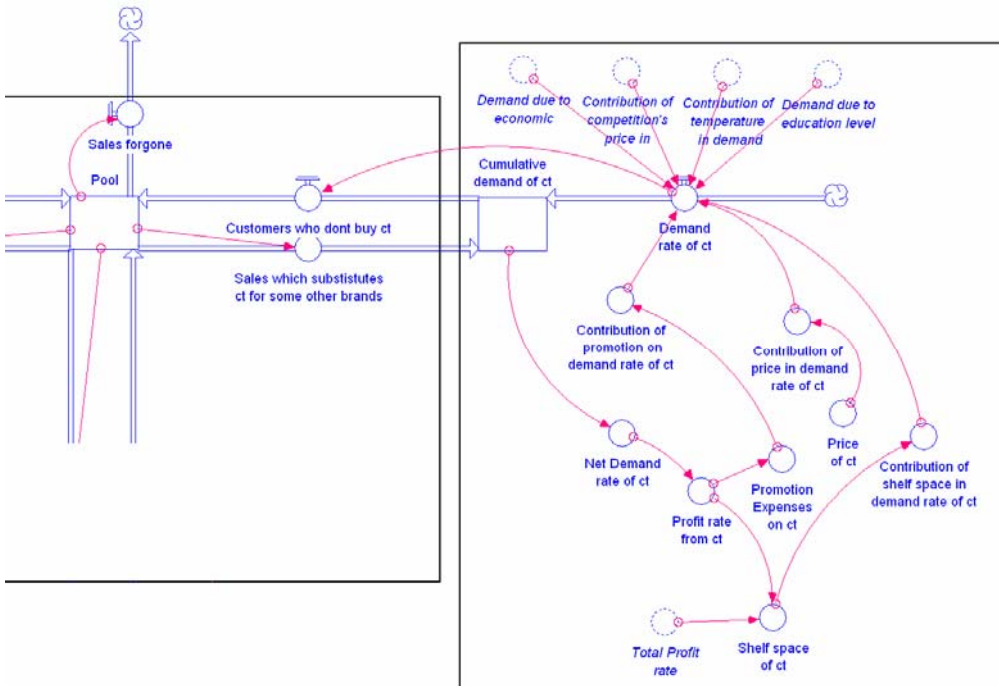 Sales forgone
Pool
Customers who dont buy ct
Sales which substistutes
ct for some other brands
Cumulative
demand of ct
Demand due to
economic
Contribution of
competition's
price in
Contribution of
temperature
in demand
Demand due to
education level
Demand
rate of ct
Contribution of
promotion on
demand rate of ct
Contribution of
price in demand
rate of ct
Price
of ct
Contribution of
shelf space in
demand rate of ct
Net Demand
rate of ct
Promotion
Expenses
on ct
Profit rate
from ct
Total Profit
rate
Shelf space
of ct